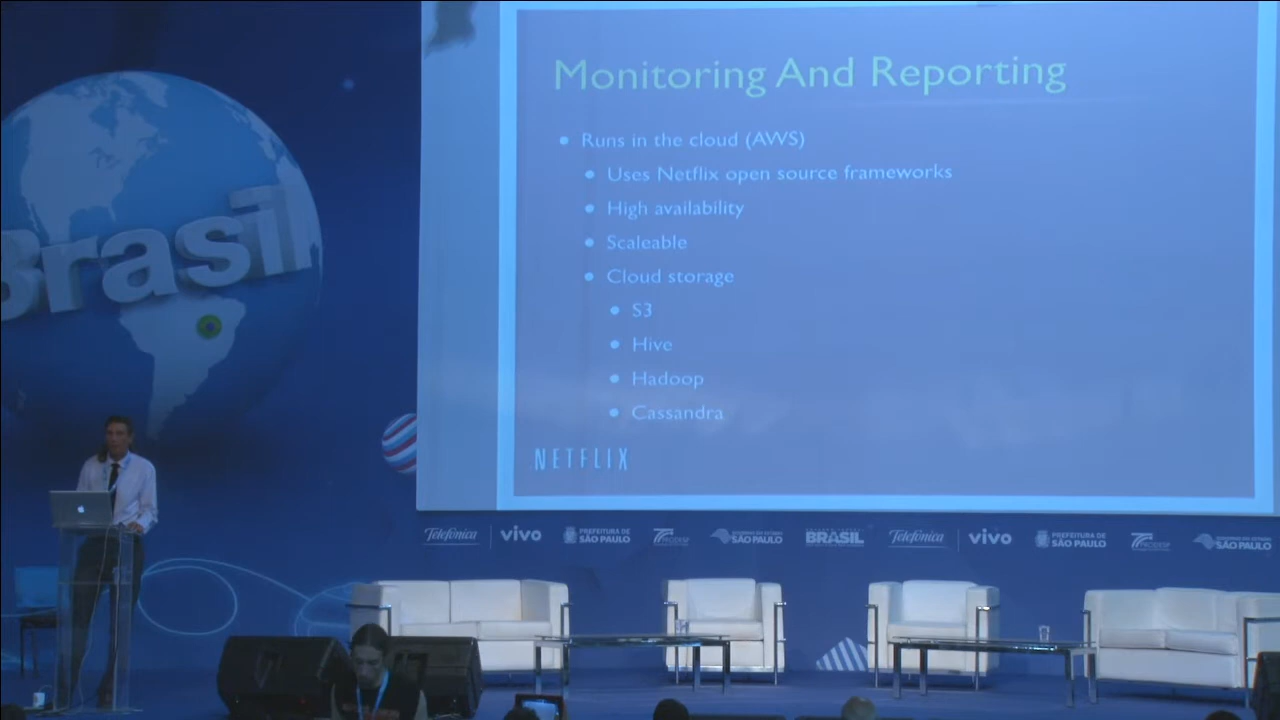 Monitoring And Reporting
Runs in the cloud (AWS)
Uses Netflix open source frameworks
High availability
Scaleable
Cloud storage
S3
Hive
Hadoop
Cassandra
NETFLIX
Brasil
Telefónica vivo PREFEITURA DE SÃO PAULO SÃO PAULO BRASIL Telefónica vivo PREFEITURA DE SÃO PAULO SÃO PAULO